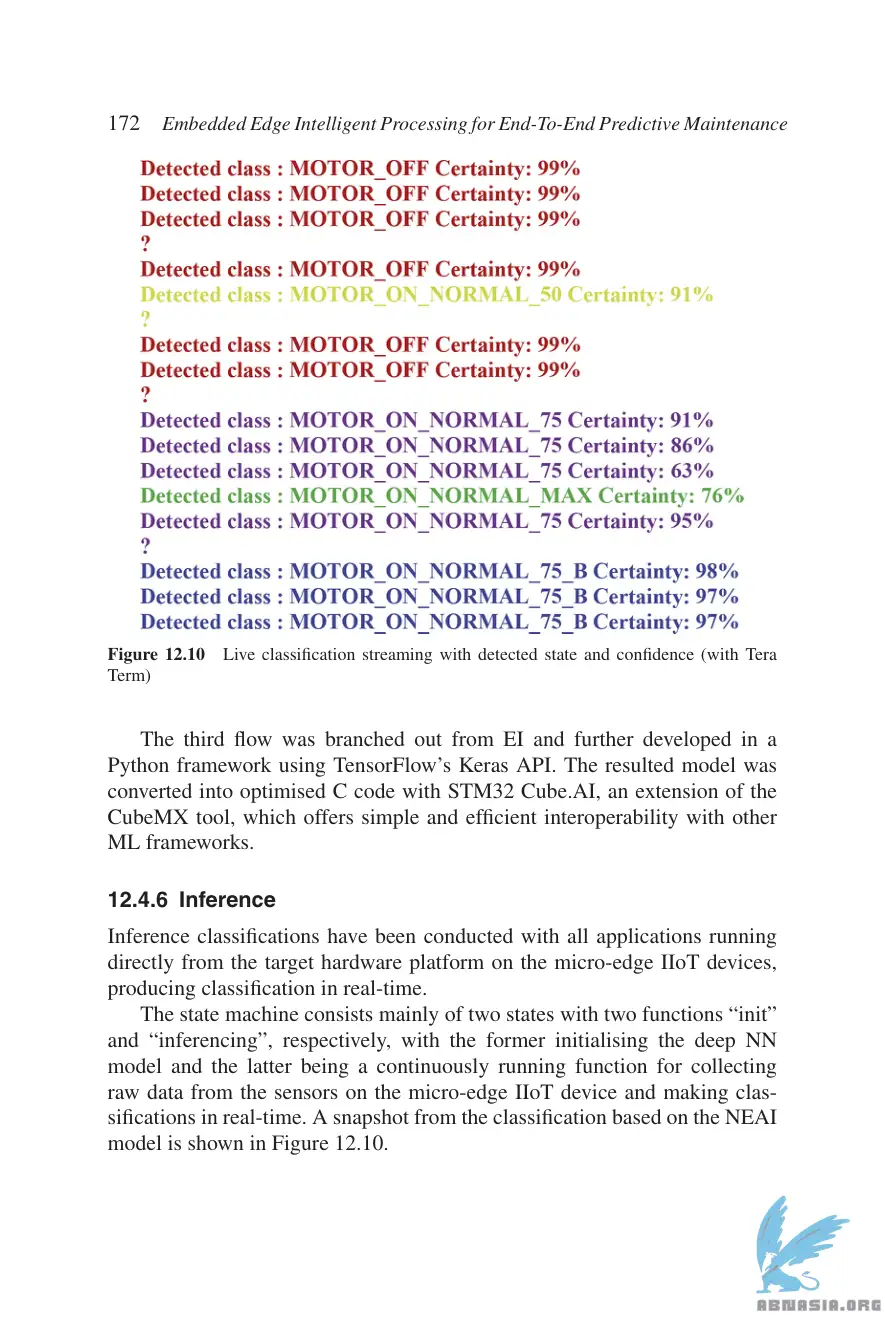 172 Embedded Edge Intelligent Processing for End-To-End Predictive Maintenance
Detected class : MOTOR_OFF Certainty: 99%
Detected class : MOTOR_OFF Certainty: 99%
Detected class : MOTOR_OFF Certainty: 99%
?
Detected class : MOTOR_OFF Certainty: 99%
Detected class : MOTOR_ON_NORMAL_50 Certainty: 91%
?
Detected class : MOTOR_OFF Certainty: 99%
Detected class : MOTOR_OFF Certainty: 99%
?
Detected class : MOTOR_ON_NORMAL_75 Certainty: 91%
Detected class : MOTOR_ON_NORMAL_75 Certainty: 86%
Detected class : MOTOR_ON_NORMAL_75 Certainty: 63%
Detected class : MOTOR_ON_NORMAL_MAX Certainty: 76%
Detected class : MOTOR_ON_NORMAL_75 Certainty: 95%
?
Detected class : MOTOR_ON_NORMAL_75_B Certainty: 98%
Detected class : MOTOR_ON_NORMAL_75_B Certainty: 97%
Detected class : MOTOR_ON_NORMAL_75_B Certainty: 97%
Figure 12.10 Live classification streaming with detected state and confidence (with Tera
Term)
The third flow was branched out from EI and further developed in a
Python framework using TensorFlow's Keras API. The resulted model was
converted into optimised C code with STM32 Cube.AI, an extension of the
CubeMX tool, which offers simple and efficient interoperability with other
ML frameworks.
12.4.6 Inference
Inference classifications have been conducted with all applications running
directly from the target hardware platform on the micro-edge IIoT devices,
producing classification in real-time.
The state machine consists mainly of two states with two functions “init”
and “inferencing”, respectively, with the former initialising the deep NN
model and the latter being a continuously running function for collecting
raw data from the sensors on the micro-edge IIoT device and making clas-
sifications in real-time. A snapshot from the classification based on the NEAI
model is shown in Figure 12.10.
ABNASIA.ORG